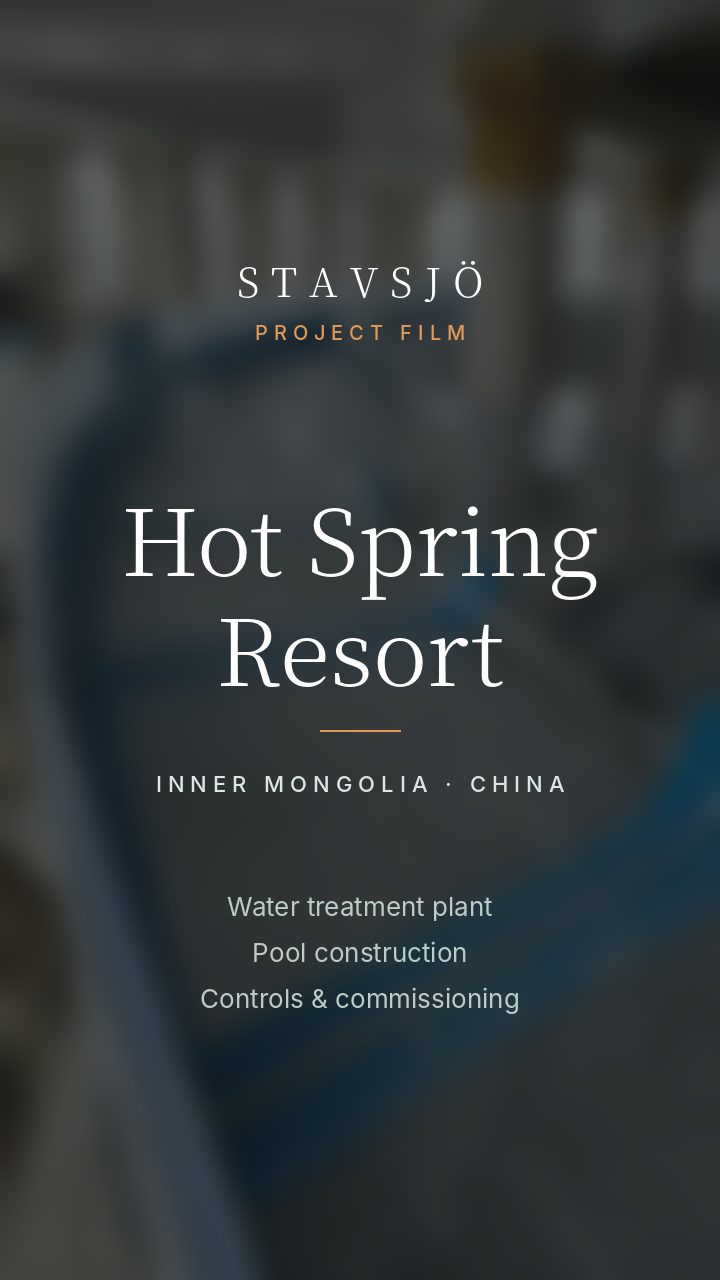 STAVSJÖ
PROJECT FILM
Hot Spring
Resort
INNER MONGOLIA · CHINA
Water treatment plant
Pool construction
Controls & commissioning